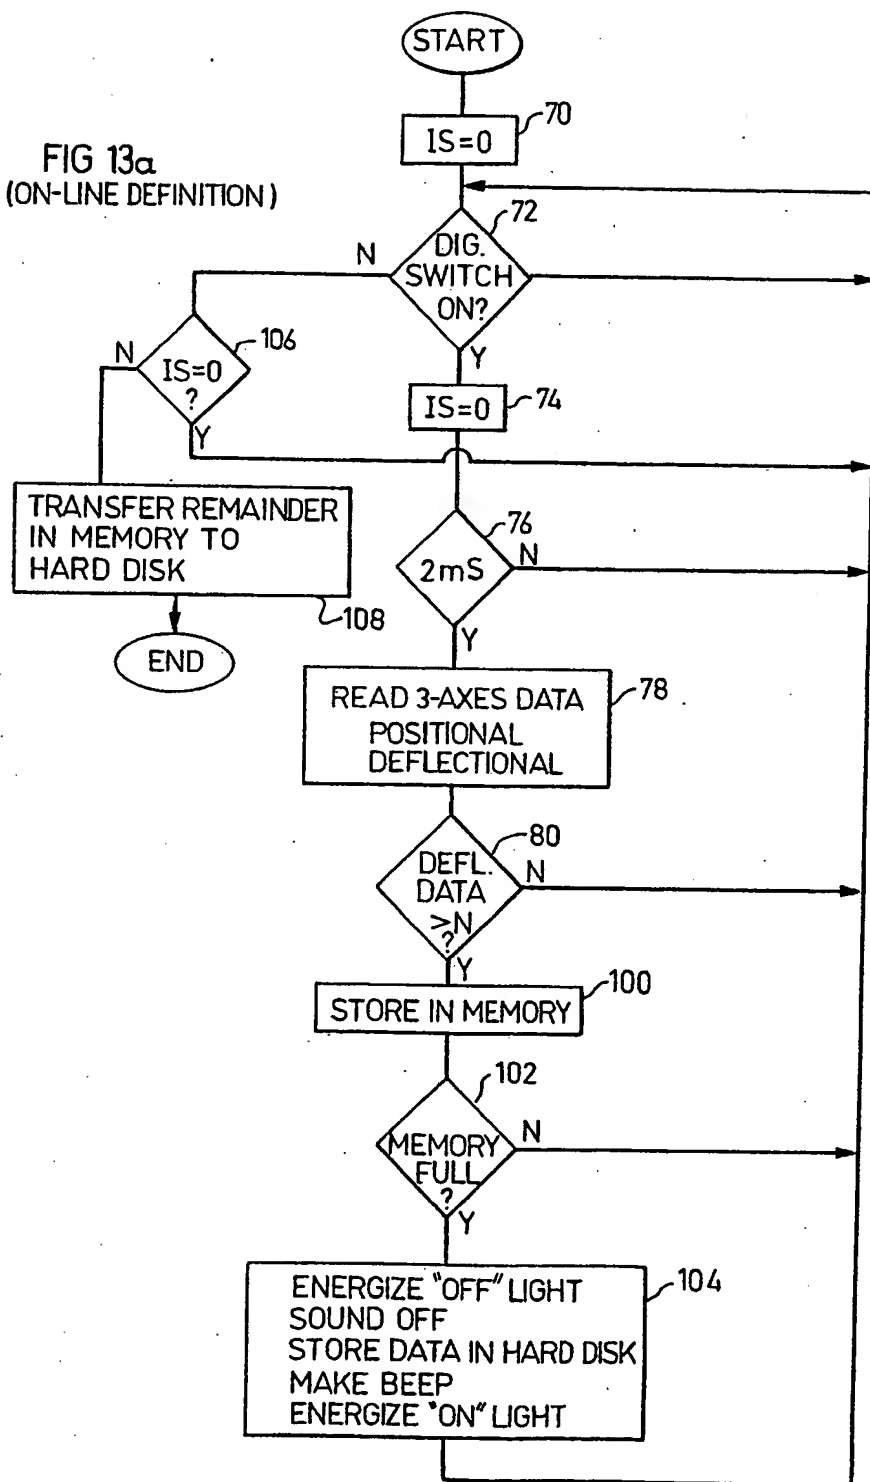 START
70
IS=0
FIG 13a
(ON-LINE DEFINITION)
72
N
DIG.
SWITCH
ON?
Y
106
N
IS=0
?
Y
74
IS=0
TRANSFER REMAINDER
IN MEMORY TO
HARD DISK
108
END
76
2mS
N
Y
78
READ 3-AXES DATA
POSITIONAL
DEFLECTIONAL
80
DEFL.
DATA
>N
?
N
Y
100
STORE IN MEMORY
102
MEMORY
FULL
?
N
Y
104
ENERGIZE "OFF" LIGHT
SOUND OFF
STORE DATA IN HARD DISK
MAKE BEEP
ENERGIZE "ON" LIGHT